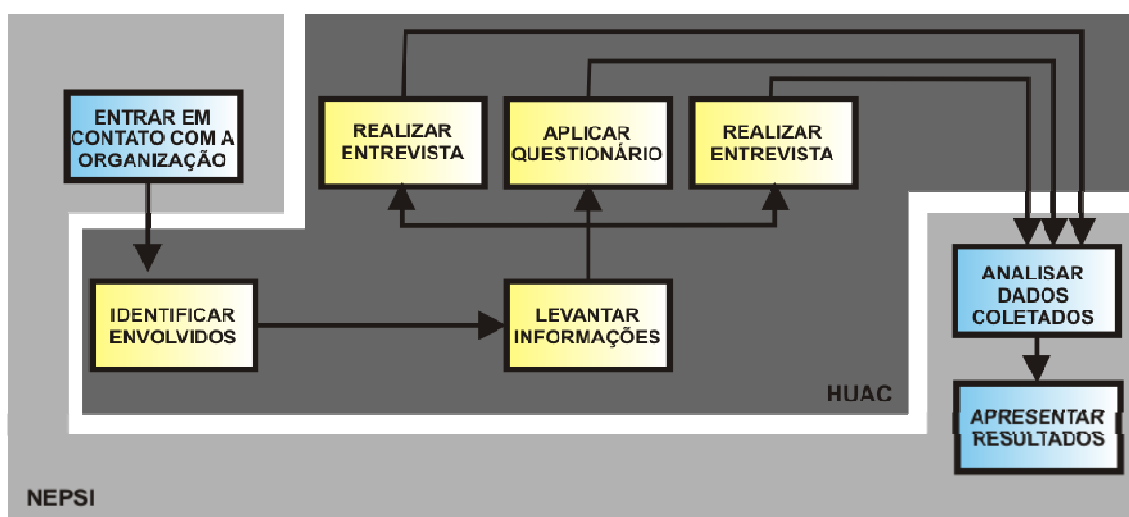 ENTRAR EM
CONTATO COM A
ORGANIZAÇÃO
REALIZAR
ENTREVISTA
APLICAR
QUESTIONÁRIO
REALIZAR
ENTREVISTA
IDENTIFICAR
ENVOLVIDOS
LEVANTAR
INFORMAÇÕES
ANALISAR
DADOS
COLETADOS
HUAC
APRESENTAR
RESULTADOS
NEPSI